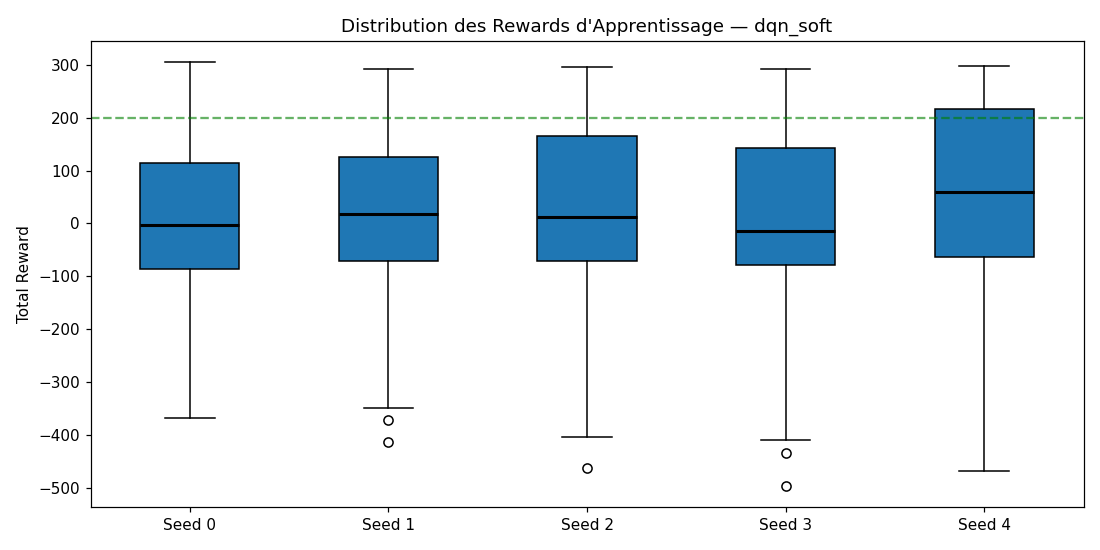 Distribution des Rewards d'Apprentissage — dqn_soft
Total Reward
300
200
100
0
−100
−200
−300
−400
−500
Seed 0
Seed 1
Seed 2
Seed 3
Seed 4